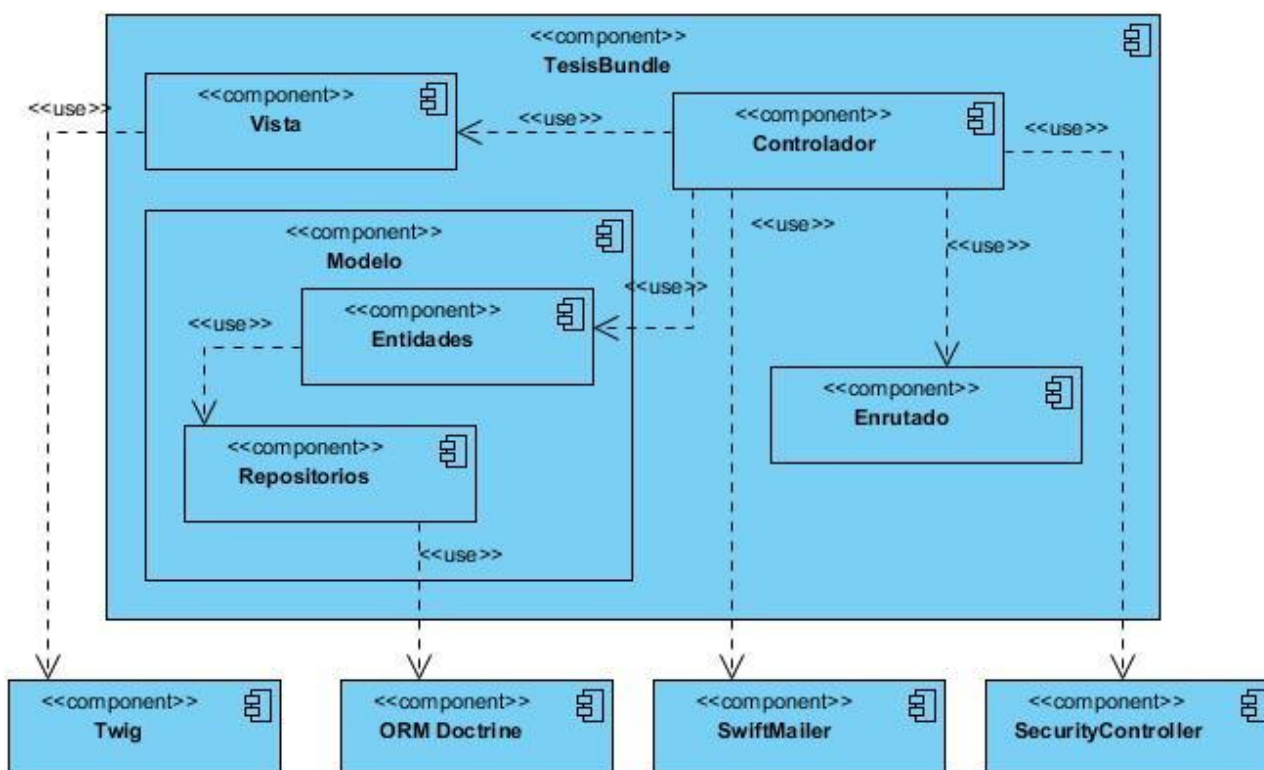 <<component>>
TesisBundle
<<component>>
Vista
<<use>>
<<use>>
<<component>>
Controlador
<<use>>
<<component>>
Modelo
<<use>>
<<use>>
<<use>>
<<component>>
Entidades
<<use>>
<<component>>
Repositorios
<<component>>
Enrutado
<<use>>
<<component>>
Twig
<<component>>
ORM Doctrine
<<component>>
SwiftMailer
<<component>>
SecurityController